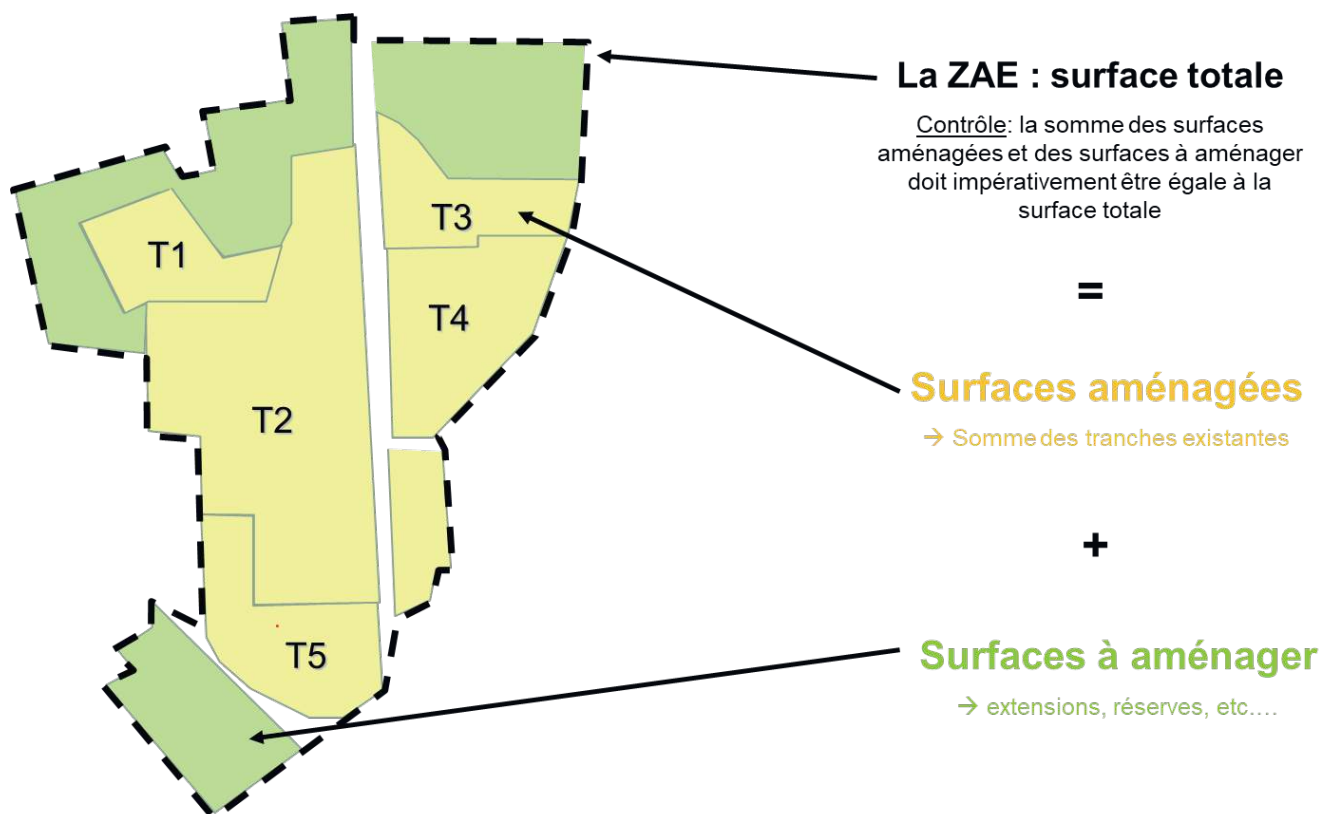 La ZAE : surface totale
Contrôle: la somme des surfaces
aménagées et des surfaces à aménager
doit impérativement être égale à la
surface totale
T3
T1
=
T4
Surfaces aménagées
T2
→ Somme des tranches existantes
+
T5
Surfaces à aménager
→ extensions, réserves, etc.…